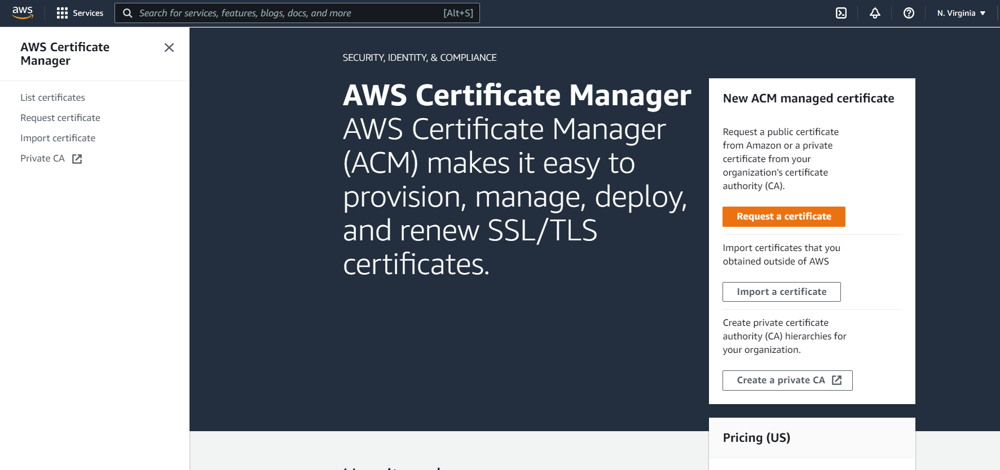 aws
Services
Search for services, features, blogs, docs, and more
[Alt+S]
N. Virginia
AWS Certificate
Manager
List certificates
Request certificate
Import certificate
Private CA
SECURITY, IDENTITY, & COMPLIANCE
AWS Certificate Manager
AWS Certificate Manager
(ACM) makes it easy to
provision, manage, deploy,
and renew SSL/TLS
certificates.
New ACM managed certificate
Request a public certificate
from Amazon or a private
certificate from your
organization's certificate
authority (CA).
Request a certificate
Import certificates that you
obtained outside of AWS
Import a certificate
Create private certificate
authority (CA) hierarchies for
your organization.
Create a private CA
Pricing (US)